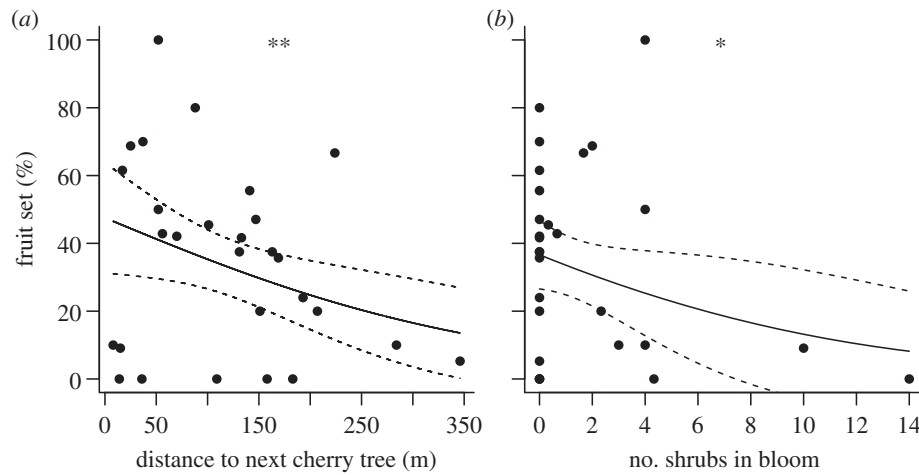 (a)
**
(b)
*
fruit set (%)
100
80
60
40
20
0
0 50 150 250 350
distance to next cherry tree (m)
0 2 4 6 8 10 12 14
no. shrubs in bloom